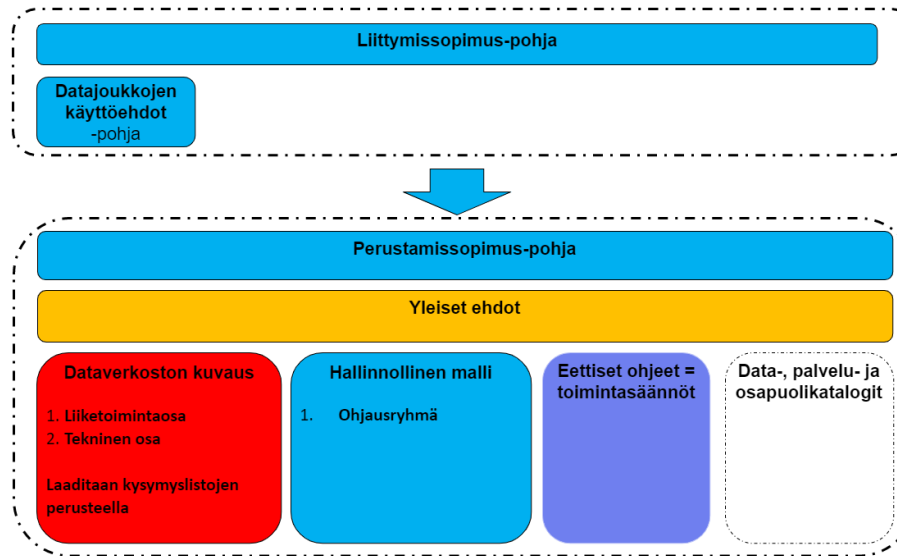 Liittymissopimus-pohja
Datajoukkojen
käyttöehdot
-pohja
Perustamissopimus-pohja
Yleiset ehdot
Dataverkoston kuvaus
1. Liiketoimintaosa
2. Tekninen osa
Laaditaan kysymyslistojen
perusteella
Hallinnollinen malli
1. Ohjausryhmä
Eettiset ohjeet =
toimintasäännöt
Data-, palvelu- ja
osapuolikatalogit